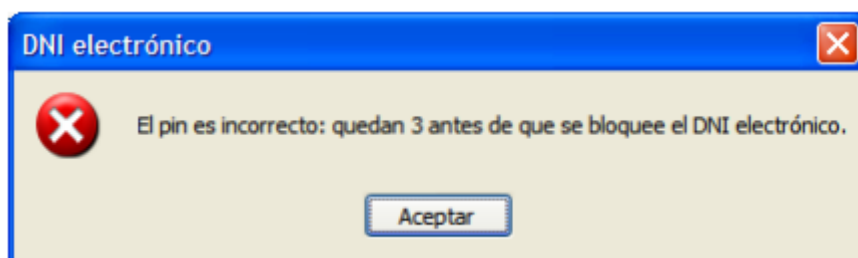 DNI electrónico
El pin es incorrecto: quedan 3 antes de que se bloquee el DNI electrónico.
Aceptar